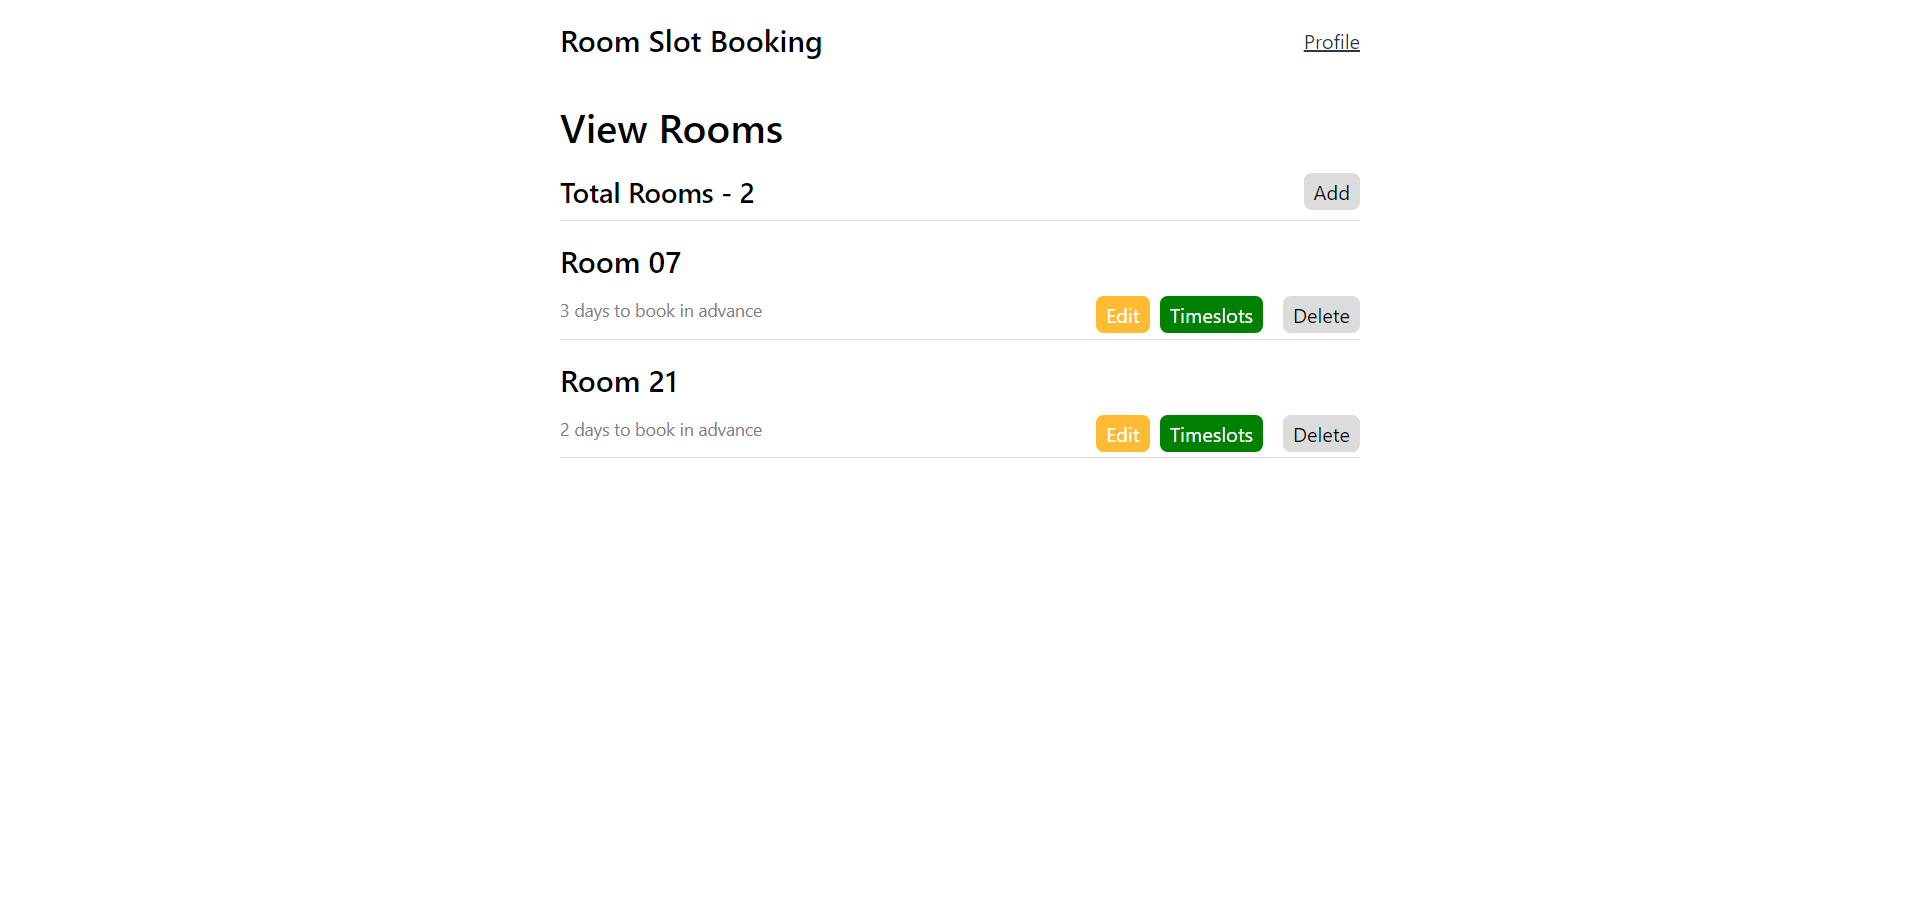 Room Slot Booking Profile
View Rooms
Total Rooms - 2 Add
Room 07
3 days to book in advance Edit Timeslots Delete
Room 21
2 days to book in advance Edit Timeslots Delete